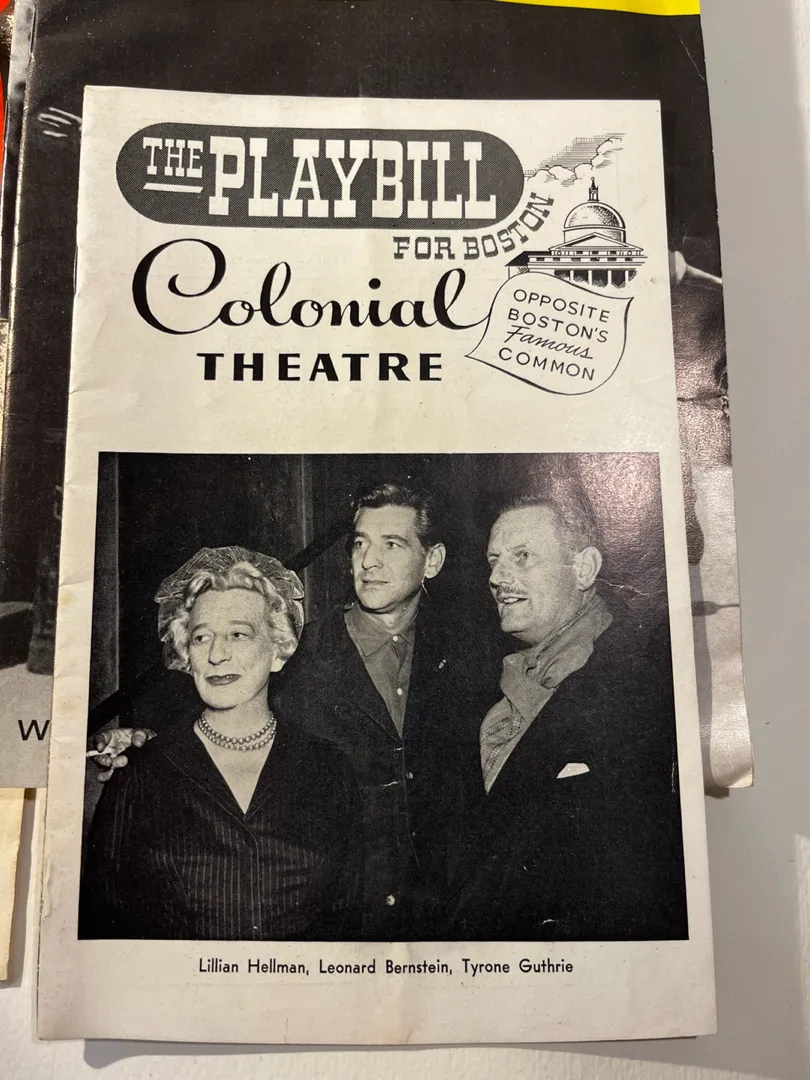 THE PLAYBILL
FOR BOSTON
Colonial
THEATRE
OPPOSITE
BOSTON'S
Famous
COMMON
W
Lillian Hellman, Leonard Bernstein, Tyrone Guthrie